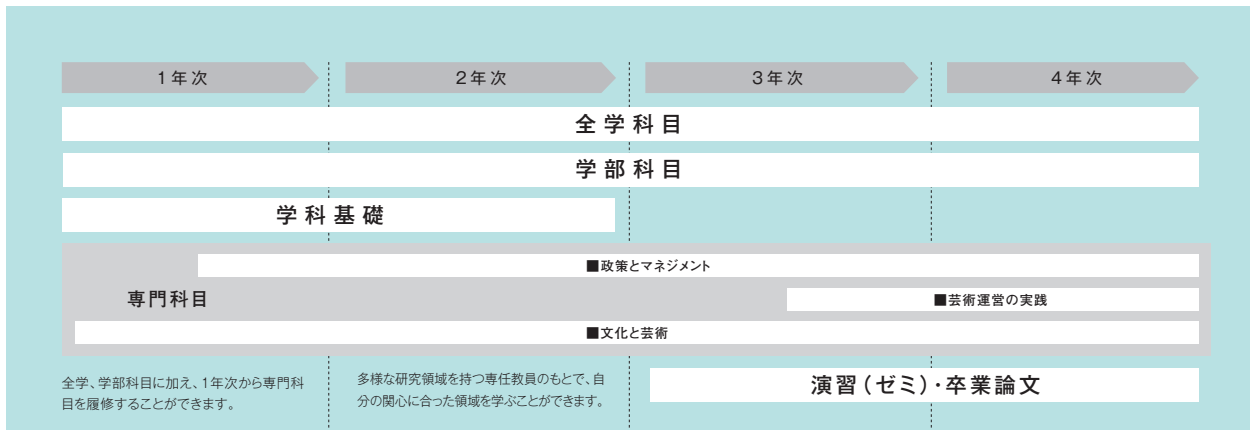 1年次
2年次
3年次
4年次
全学科目
学部科目
学科基礎
■政策とマネジメント
専門科目
■芸術運営の実践
■文化と芸術
全学、学部科目に加え、1年次から専門科
目を履修することができます。
多様な研究領域を持つ専任教員のもとで、自
分の関心に合った領域を学ぶことができます。
演習（ゼミ）・卒業論文